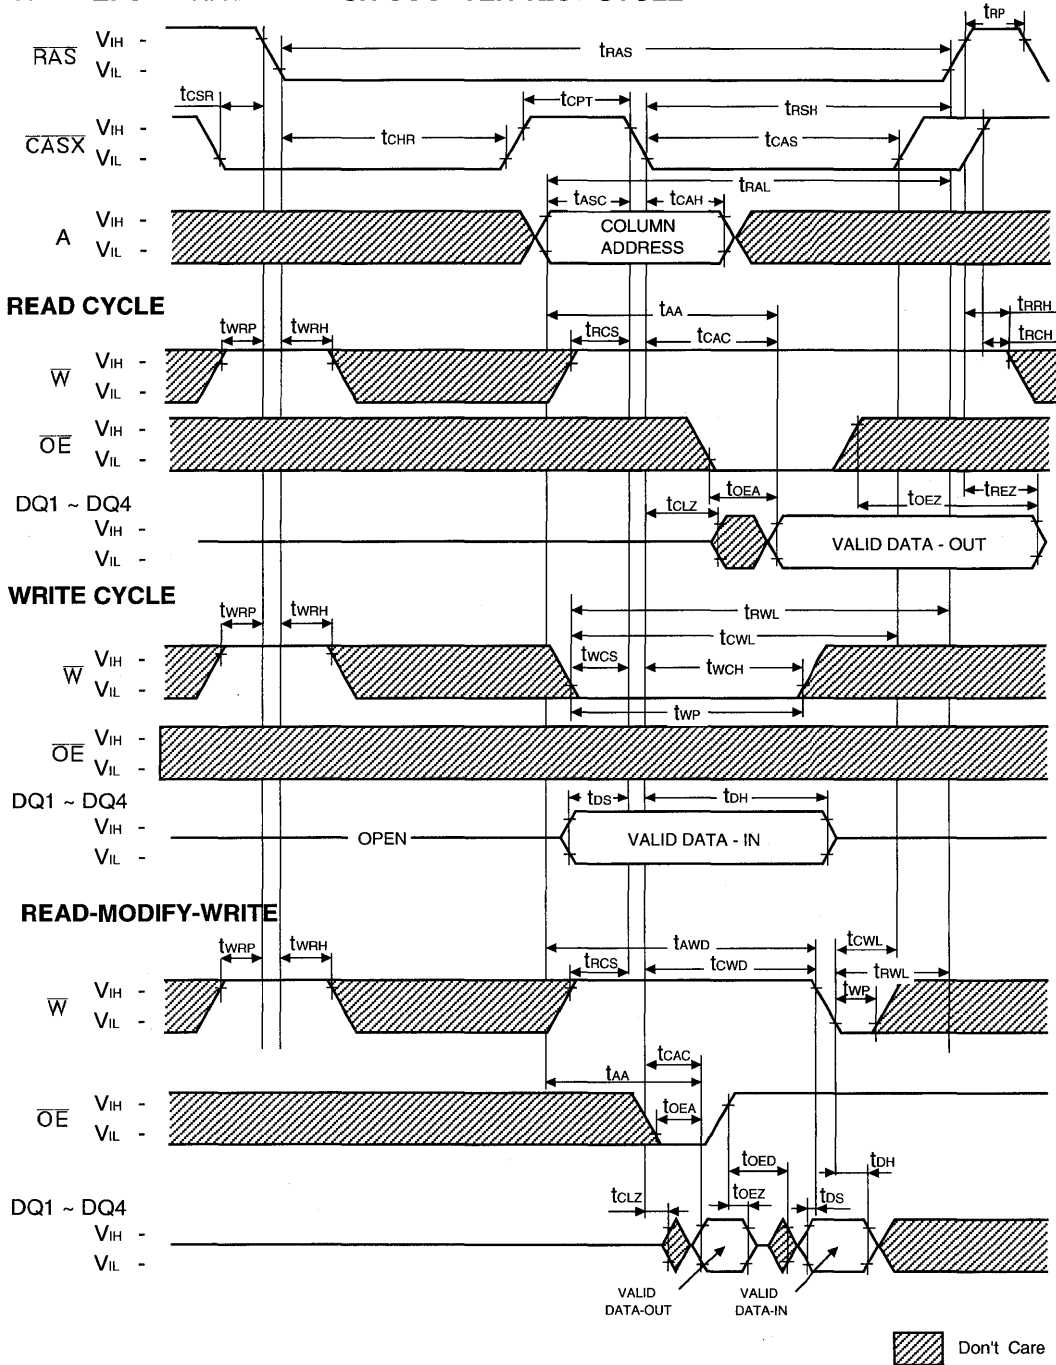 tRP
RAS VIH -
VIL -
tRAS
tCSR
tCPT
tRSH
CASX VIH -
VIL -
tCHR
tCAS
tRAL
tASC
tCAH
A VIH -
VIL -
COLUMN
ADDRESS
READ CYCLE
tAA
tRRH
tWRP
tWRH
tRCS
tCAC
tRCH
W VIH -
VIL -
OE VIH -
VIL -
tOEA
tCLZ
tOEZ
tREZ
DQ1 ~ DQ4
VIH -
VIL -
VALID DATA - OUT
WRITE CYCLE
tWRP
tWRH
tRWL
tCWL
W VIH -
VIL -
tWCS
tWCH
tWP
OE VIH -
VIL -
DQ1 ~ DQ4
tDS
tDH
VIH -
VIL -
OPEN
VALID DATA - IN
READ-MODIFY-WRITE
tWRP
tWRH
tAWD
tCWL
tRCS
tCWD
tRWL
W VIH -
VIL -
tWP
tCAC
tAA
OE VIH -
VIL -
tOEA
tOED
tDH
DQ1 ~ DQ4
tCLZ
tOEZ
tDS
VIH -
VIL -
VALID
DATA-OUT
VALID
DATA-IN
Don't Care